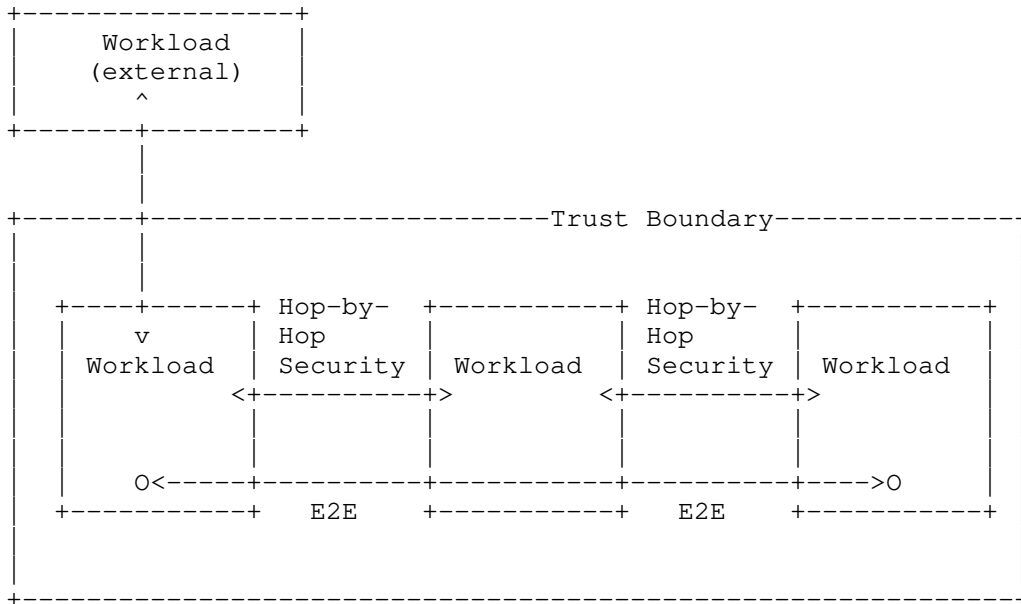 Workload
(external)
^
Trust Boundary
Hop-by- Hop-by-
v Hop Hop
Workload Security Workload Security Workload
<+-----------+> <+-----------+>
O<-----+-----------+------------+-----------+---->O
E2E E2E